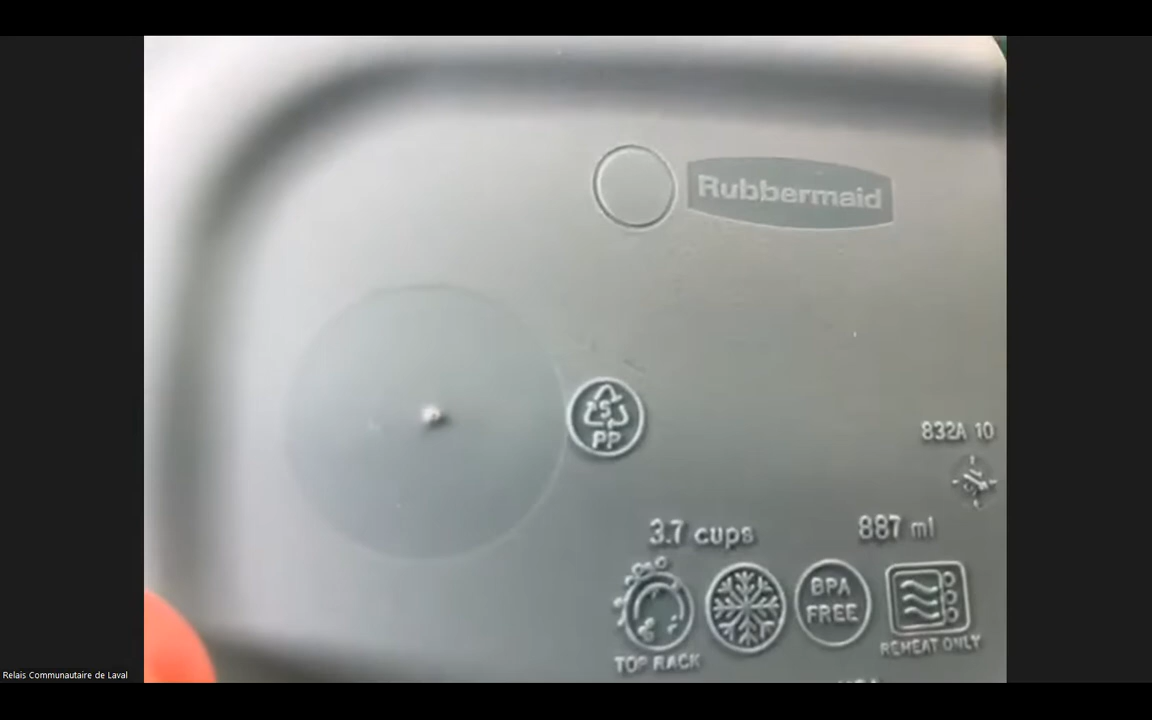 Rubbermaid
5
PP
832A 10
3.7 cups
887 ml
BPA
FREE
TOP RACK
REHEAT ONLY
Relais Communautaire de Laval